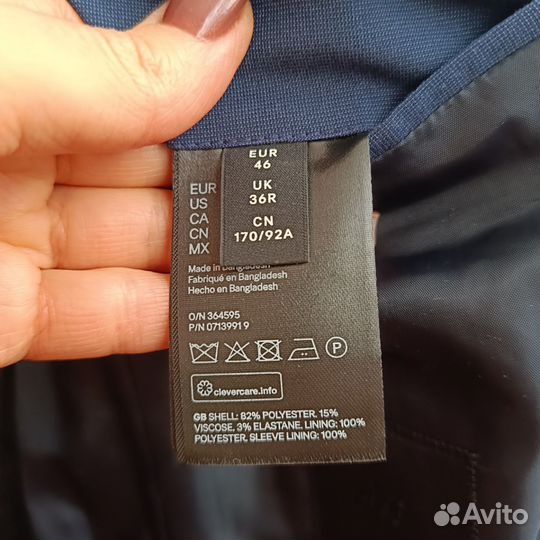 EUR
46
UK
36R
CN
170/92A
EUR
US
CA
CN
MX
Made in Bangladesh
Fabriqué en Bangladesh
Hecho en Bangladesh
O/N 364595
P/N 0713991 9
P
clevercare.info
GB SHELL: 82% POLYESTER, 15%
VISCOSE, 3% ELASTANE. LINING: 100%
POLYESTER. SLEEVE LINING: 100%
Avito